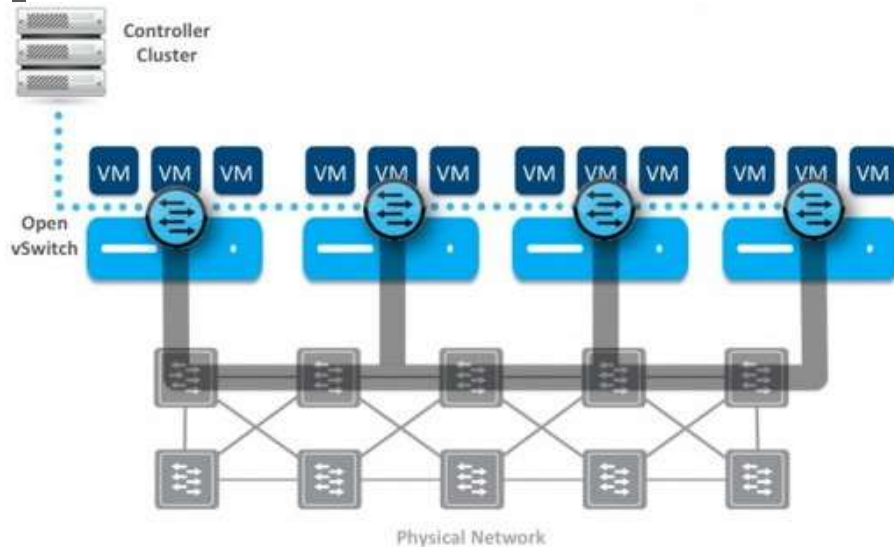 Controller
Cluster
VM VM VM VM VM VM VM VM VM VM VM VM
Open
vSwitch
Physical Network